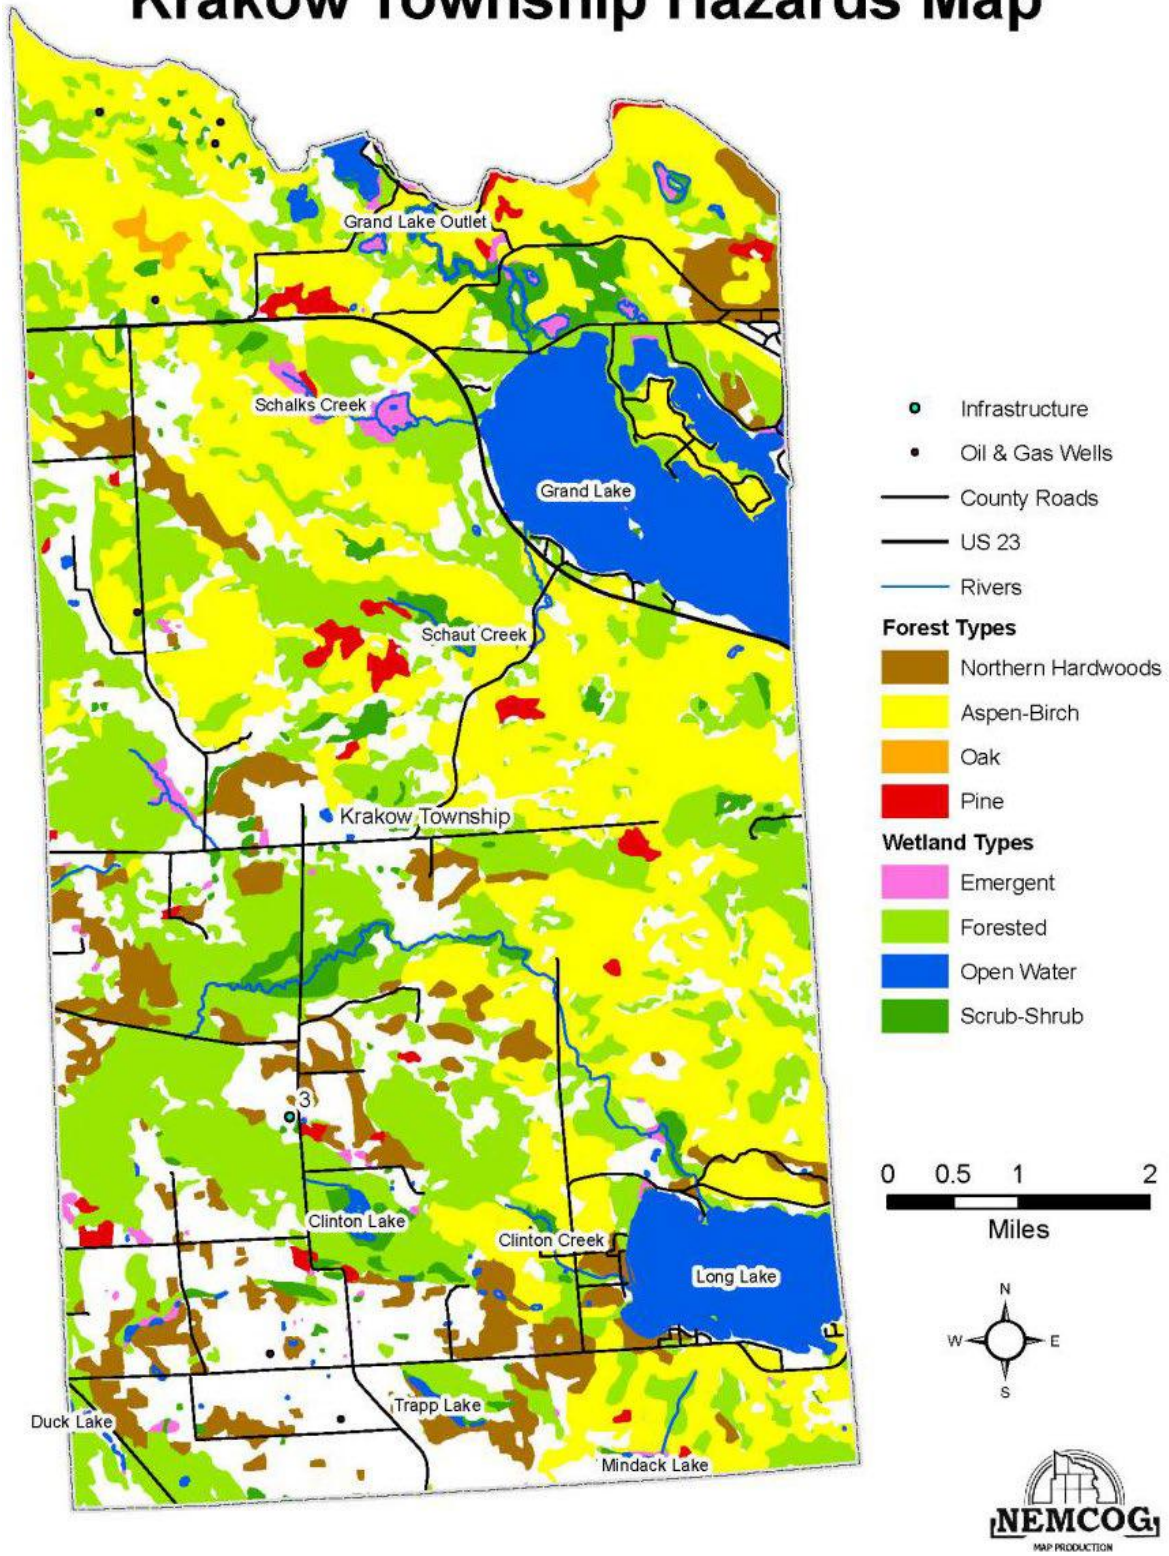 Krakow Township Hazards Map
Grand Lake Outlet
Schalks Creek
Grand Lake
Schaut Creek
Krakow Township
3
Clinton Lake
Clinton Creek
Long Lake
Trapp Lake
Duck Lake
Mindack Lake
Infrastructure
Oil & Gas Wells
County Roads
US 23
Rivers
Forest Types
Northern Hardwoods
Aspen-Birch
Oak
Pine
Wetland Types
Emergent
Forested
Open Water
Scrub-Shrub
0 0.5 1 2
Miles
N
W E
S
NEMCOG
MAP PRODUCTION